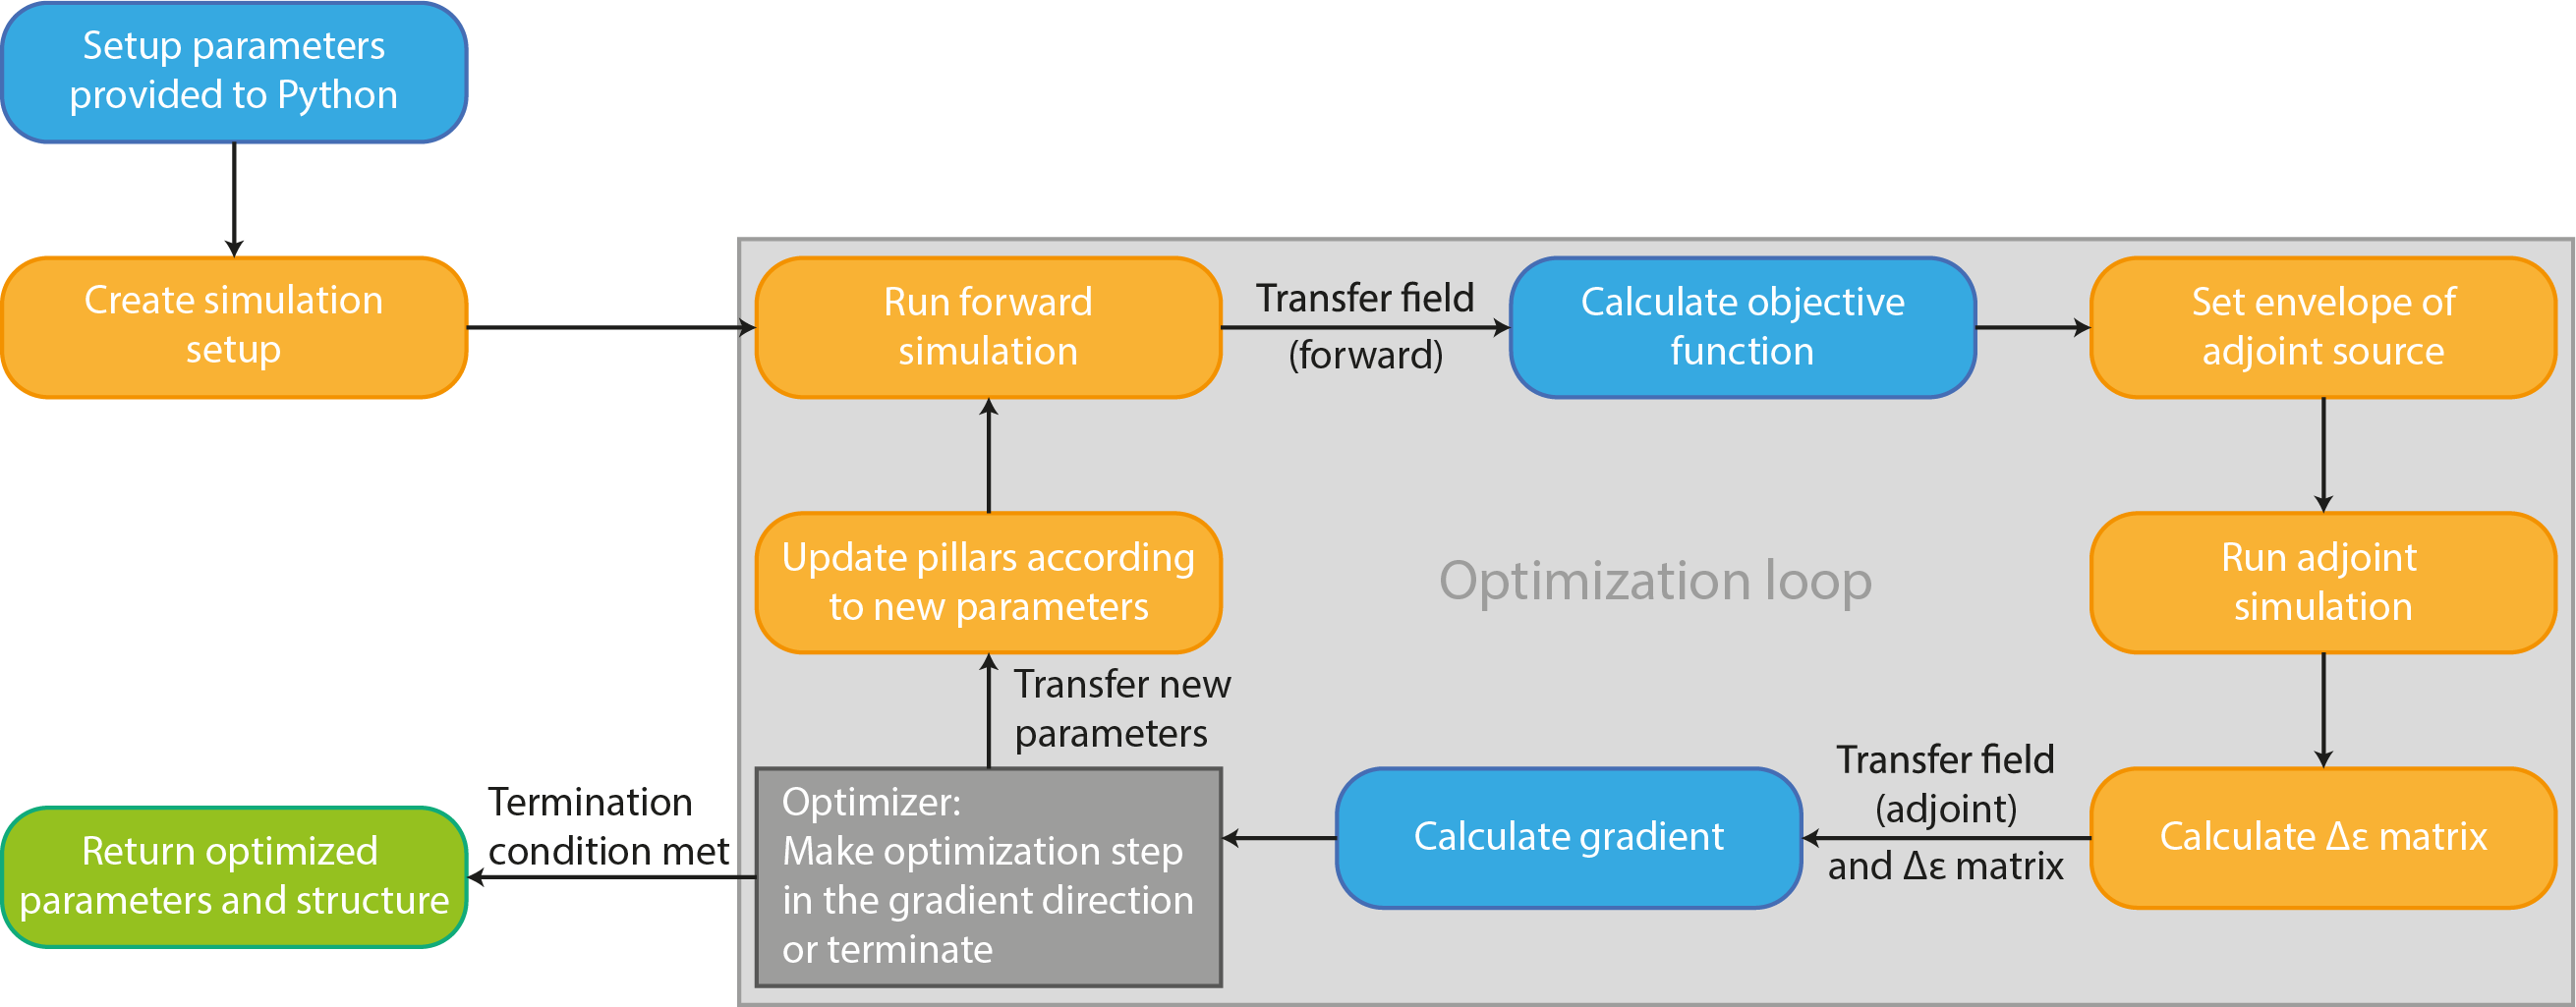 Setup parameters
provided to Python
Create simulation
setup
Run forward
simulation
Transfer field
(forward)
Calculate objective
function
Set envelope of
adjoint source
Run adjoint
simulation
Calculate Δε matrix
Transfer field
(adjoint)
and Δε matrix
Calculate gradient
Optimizer:
Make optimization step
in the gradient direction
or terminate
Transfer new
parameters
Update pillars according
to new parameters
Optimization loop
Termination
condition met
Return optimized
parameters and structure